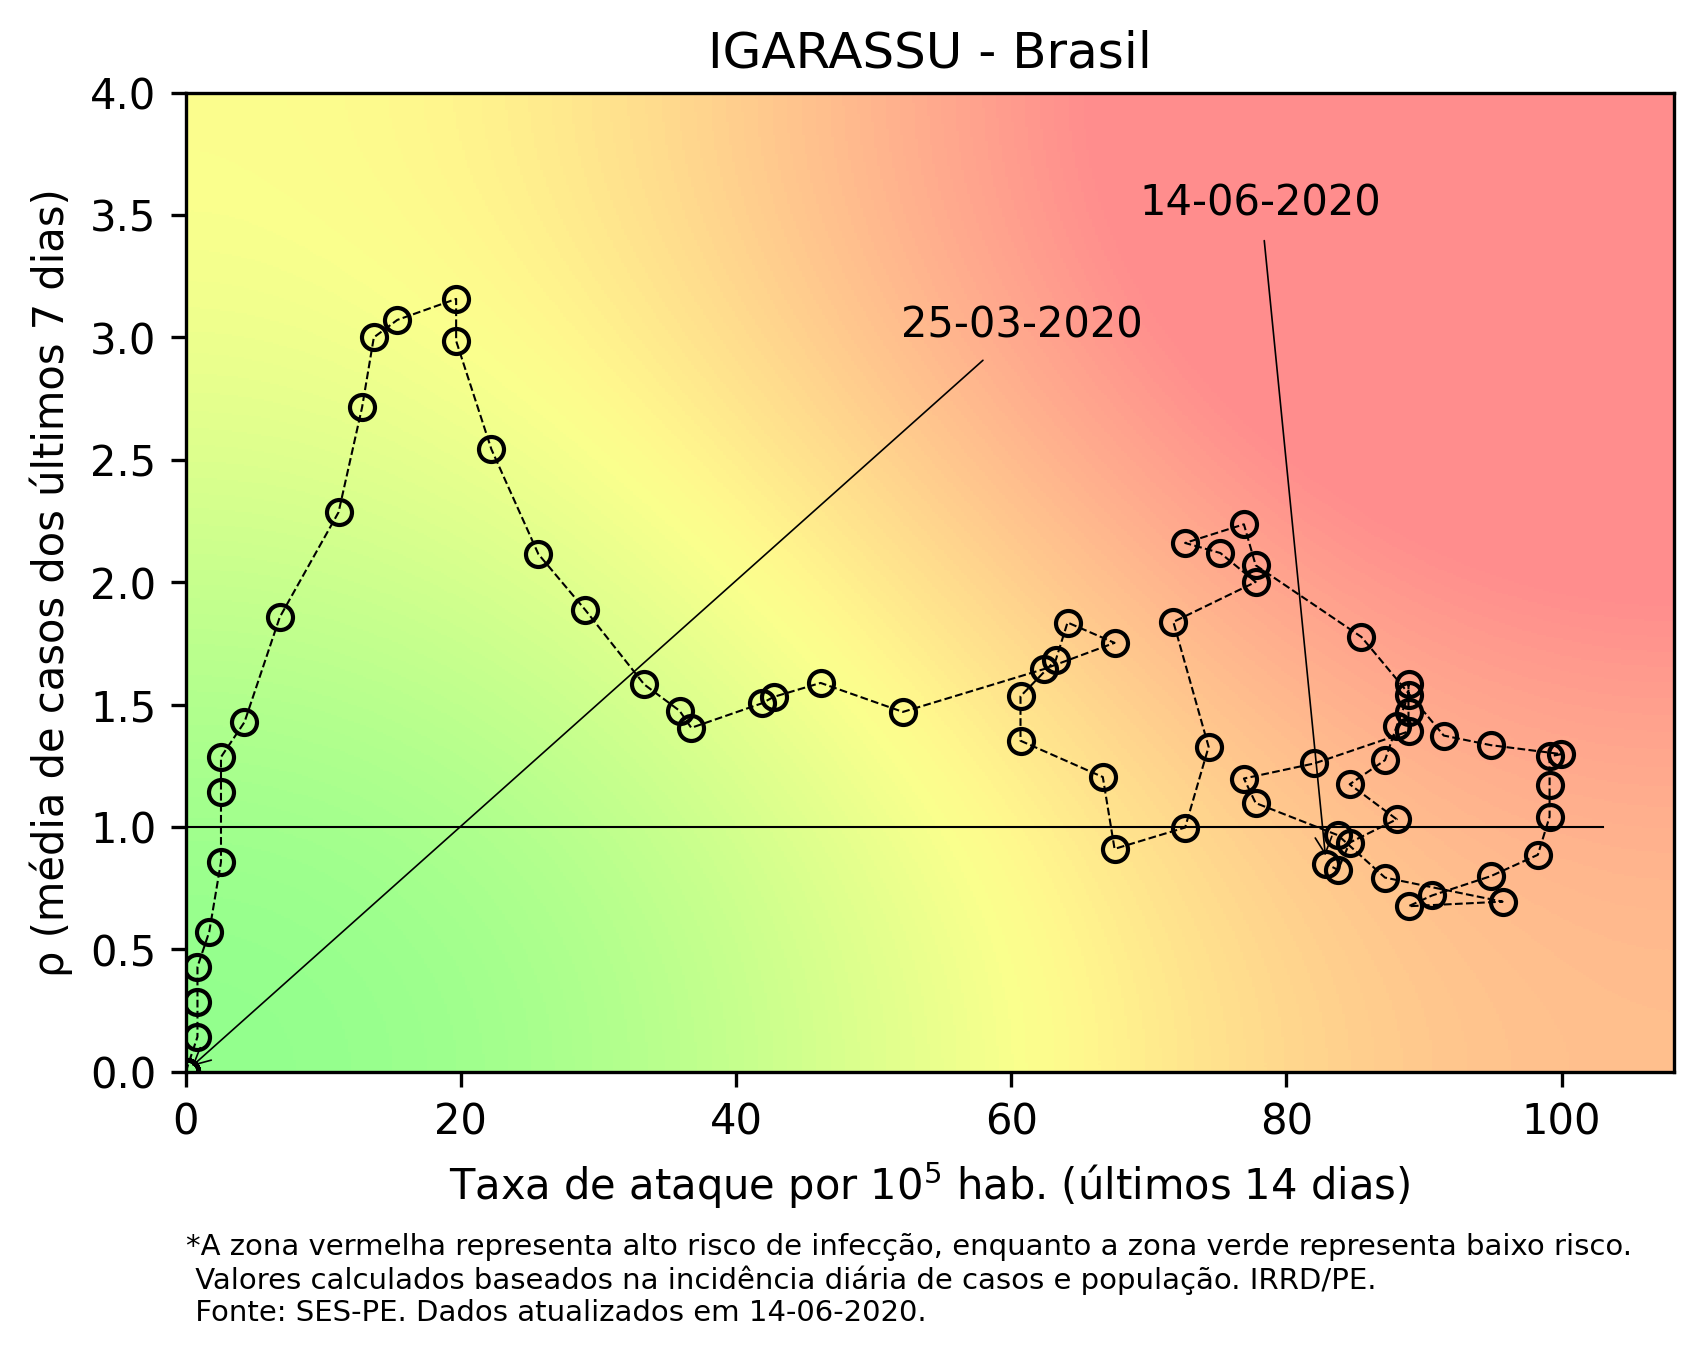 IGARASSU - Brasil
4.0
3.5
3.0
2.5
2.0
1.5
1.0
0.5
0.0
ρ (média de casos dos últimos 7 dias)
14-06-2020
25-03-2020
0 20 40 60 80 100
Taxa de ataque por 10⁵ hab. (últimos 14 dias)
*A zona vermelha representa alto risco de infecção, enquanto a zona verde representa baixo risco.
Valores calculados baseados na incidência diária de casos e população. IRRD/PE.
Fonte: SES-PE. Dados atualizados em 14-06-2020.